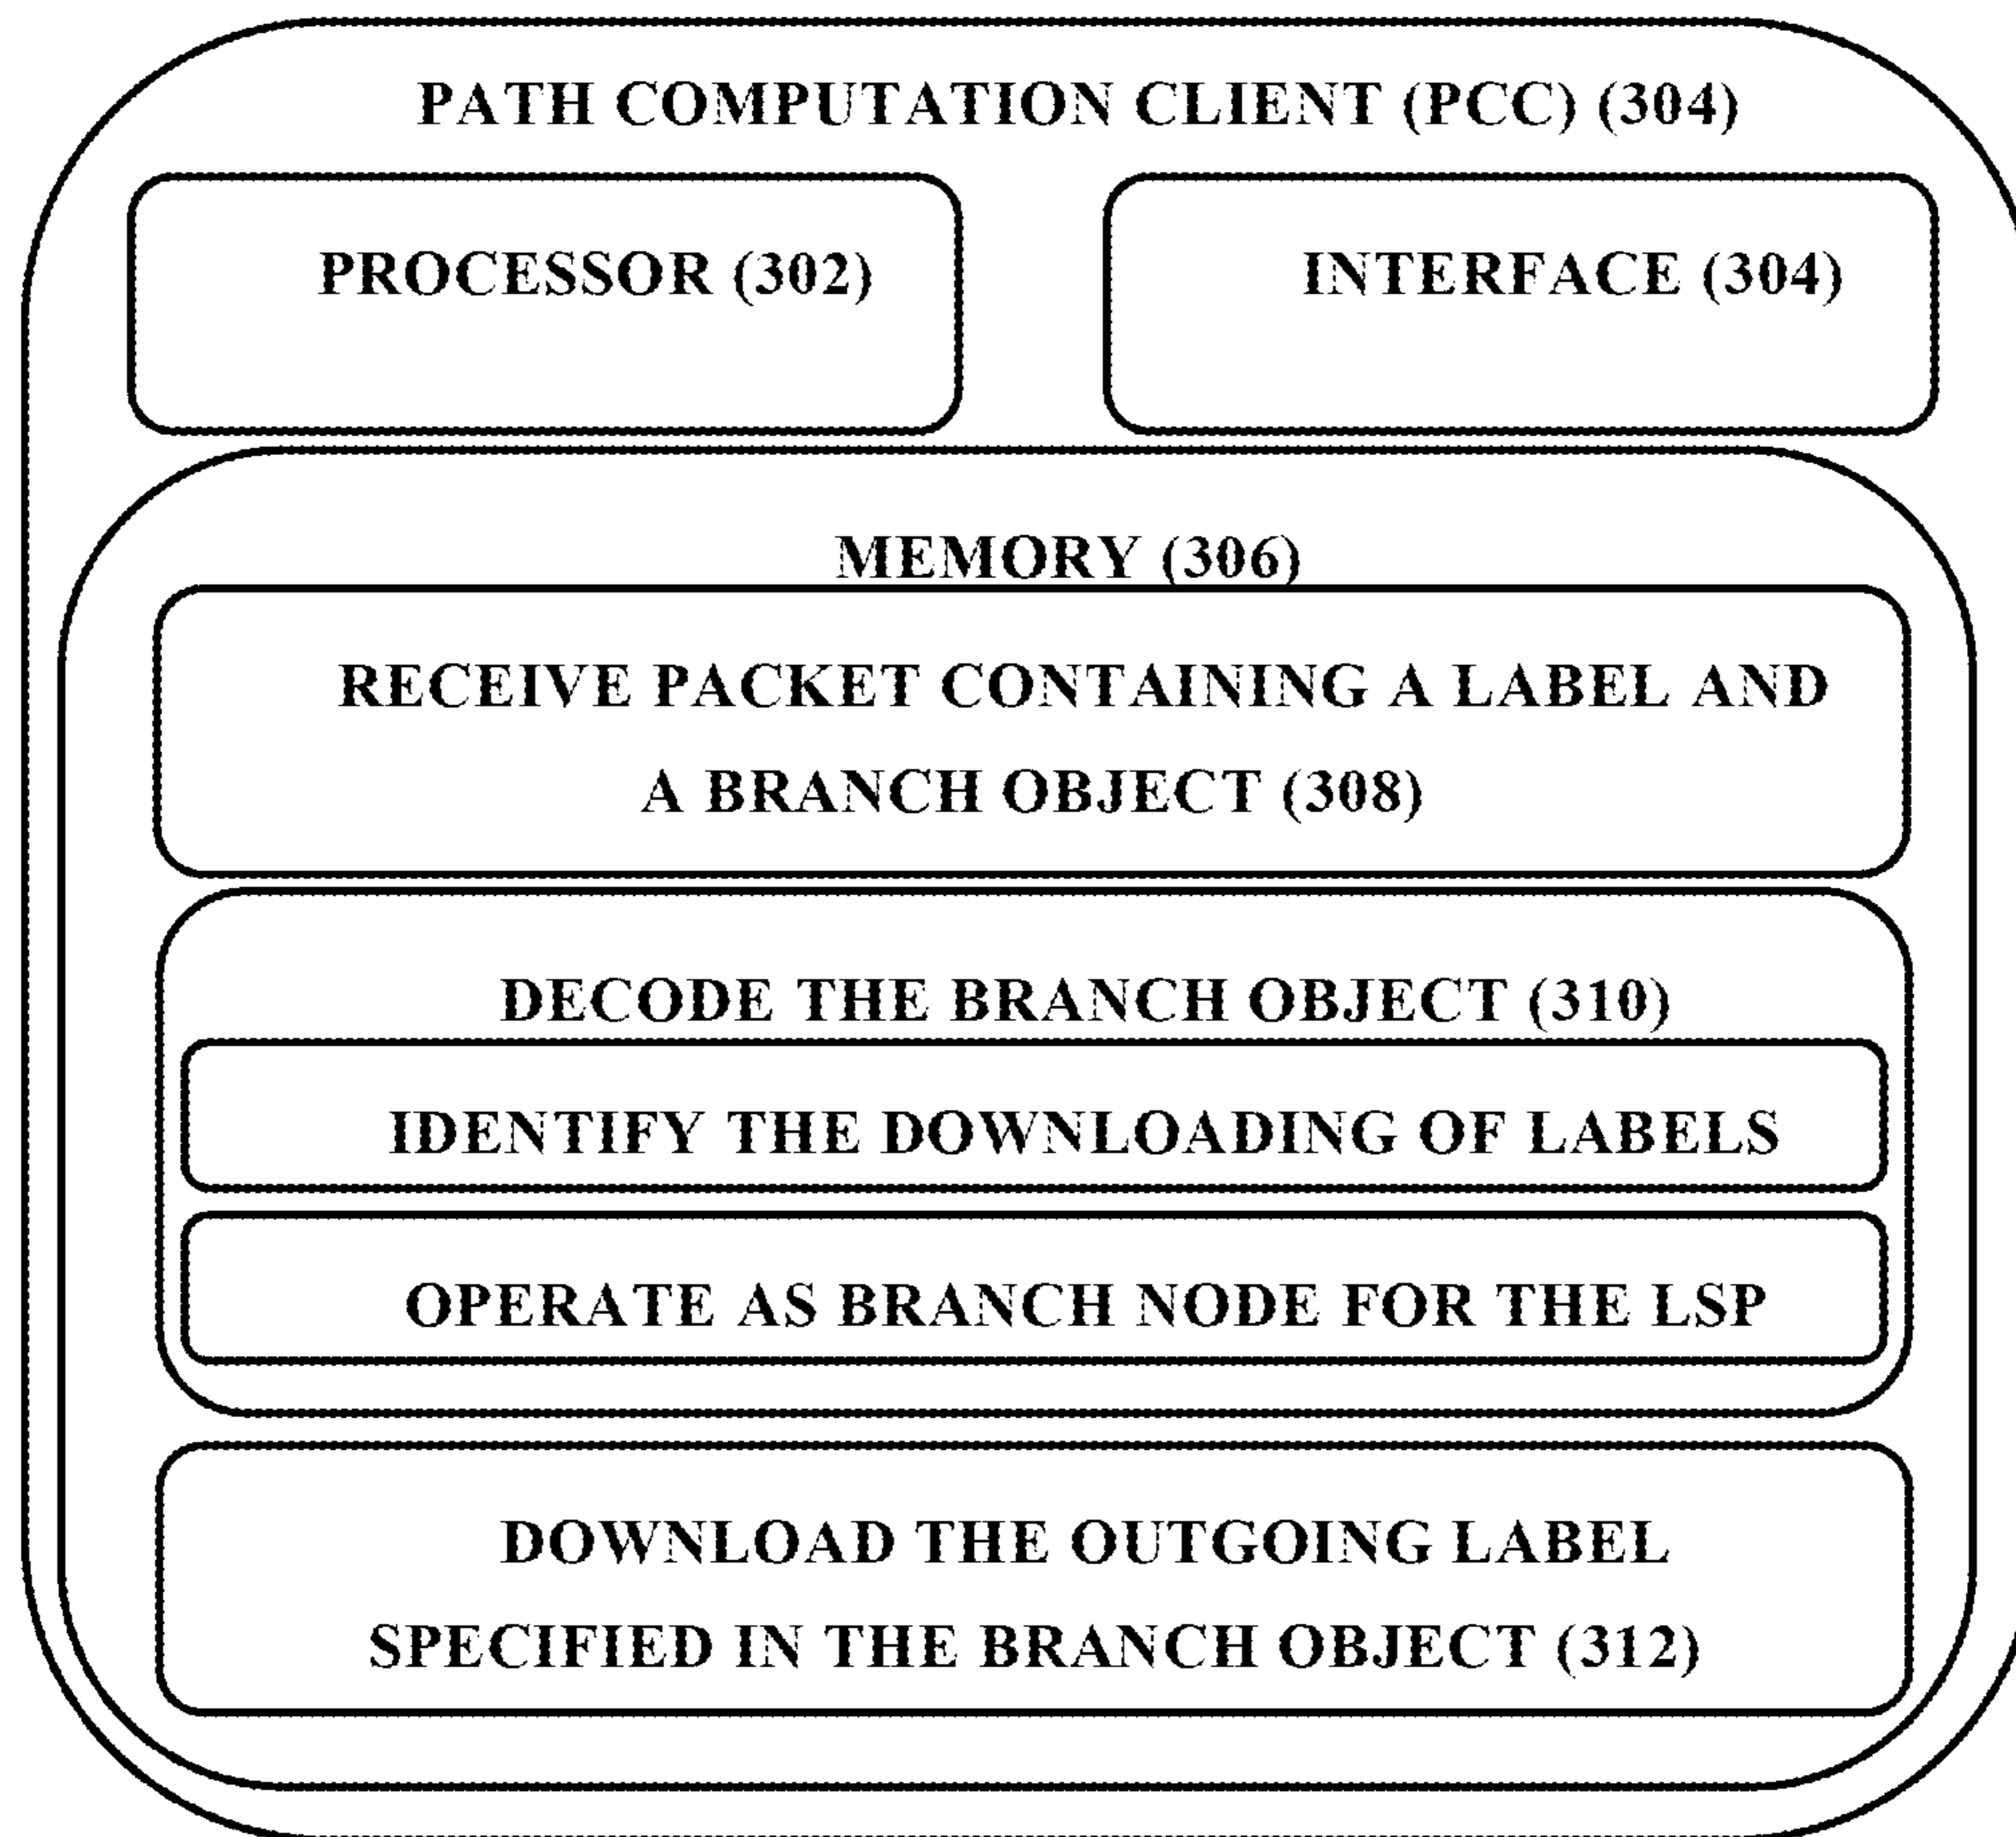 PATH COMPUTATION CLIENT (PCC) (304)
PROCESSOR (302)
INTERFACE (304)
MEMORY (306)
RECEIVE PACKET CONTAINING A LABEL AND
A BRANCH OBJECT (308)
DECODE THE BRANCH OBJECT (310)
IDENTIFY THE DOWNLOADING OF LABELS
OPERATE AS BRANCH NODE FOR THE LSP
DOWNLOAD THE OUTGOING LABEL
SPECIFIED IN THE BRANCH OBJECT (312)